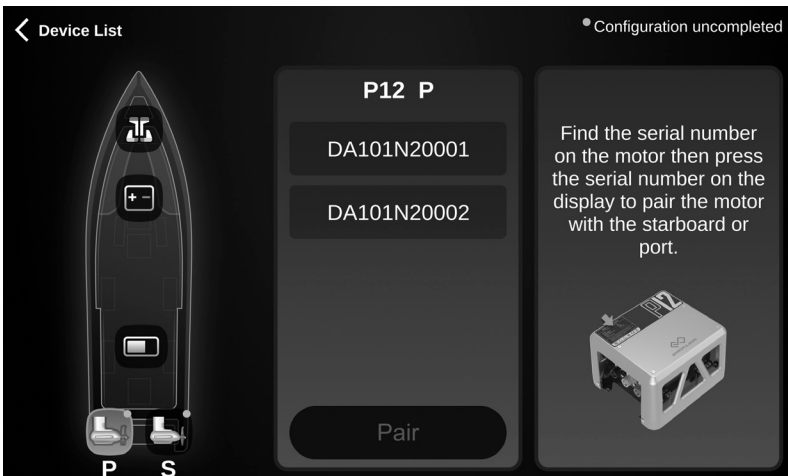 Device List
Configuration uncompleted
P12 P
DA101N20001
DA101N20002
Pair
Find the serial number
on the motor then press
the serial number on the
display to pair the motor
with the starboard or
port.
P12
P S